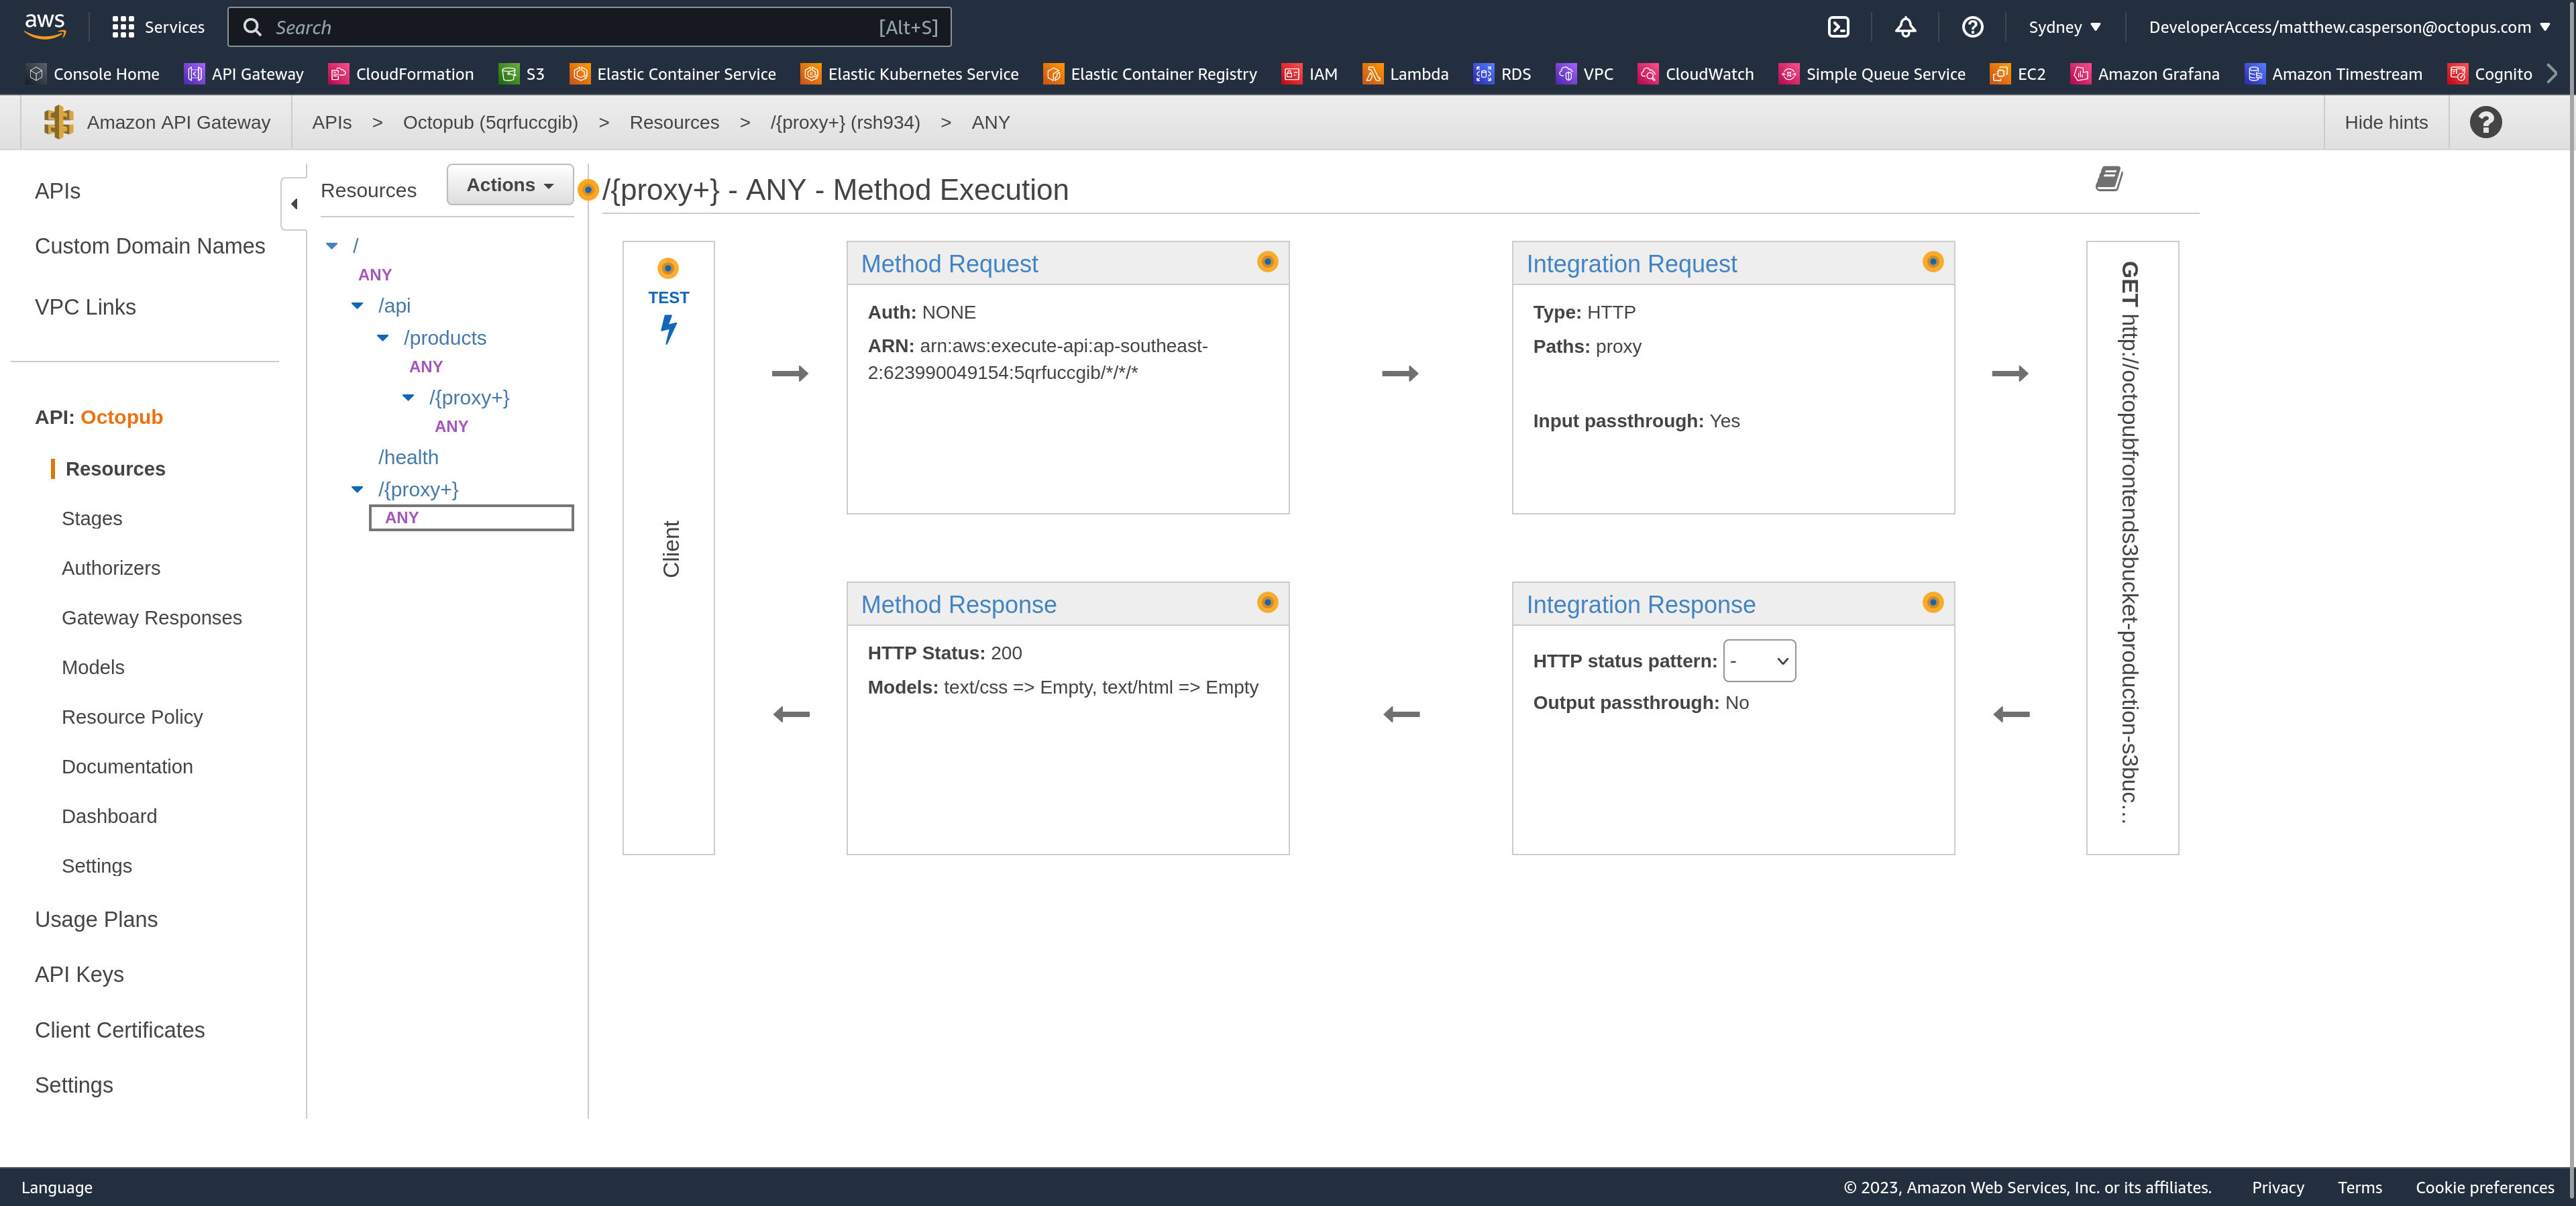 aws
Services
Search
[Alt+S]
Sydney
DeveloperAccess/matthew.casperson@octopus.com
Console Home
API Gateway
CloudFormation
S3
Elastic Container Service
Elastic Kubernetes Service
Elastic Container Registry
IAM
Lambda
RDS
VPC
CloudWatch
Simple Queue Service
EC2
Amazon Grafana
Amazon Timestream
Cognito
Amazon API Gateway
APIs > Octopub (5qrfuccgib) > Resources > /{proxy+} (rsh934) > ANY
Hide hints
APIs
Custom Domain Names
VPC Links
API: Octopub
Resources
Stages
Authorizers
Gateway Responses
Models
Resource Policy
Documentation
Dashboard
Settings
Usage Plans
API Keys
Client Certificates
Settings
Resources
Actions
/
ANY
/api
/products
ANY
/{proxy+}
ANY
/health
/{proxy+}
ANY
/{proxy+} - ANY - Method Execution
TEST
Client
Method Request
Auth: NONE
ARN: arn:aws:execute-api:ap-southeast-
2:623990049154:5qrfuccgib/*/*/*
Integration Request
Type: HTTP
Paths: proxy
Input passthrough: Yes
Method Response
HTTP Status: 200
Models: text/css => Empty, text/html => Empty
Integration Response
HTTP status pattern: -
Output passthrough: No
GET http://octopubfrontends3bucket-production-s3buc…
Language
© 2023, Amazon Web Services, Inc. or its affiliates.
Privacy
Terms
Cookie preferences